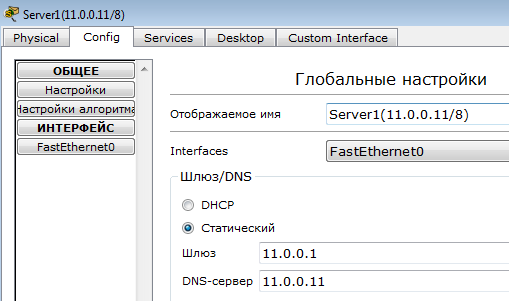 Server1(11.0.0.11/8)
Physical Config Services Desktop Custom Interface
ОБЩЕЕ
Настройки
Настройки алгоритма
ИНТЕРФЕЙС
FastEthernet0
Глобальные настройки
Отображаемое имя Server1(11.0.0.11/8)
Interfaces FastEthernet0
Шлюз/DNS
DHCP
Статический
Шлюз 11.0.0.1
DNS-сервер 11.0.0.11